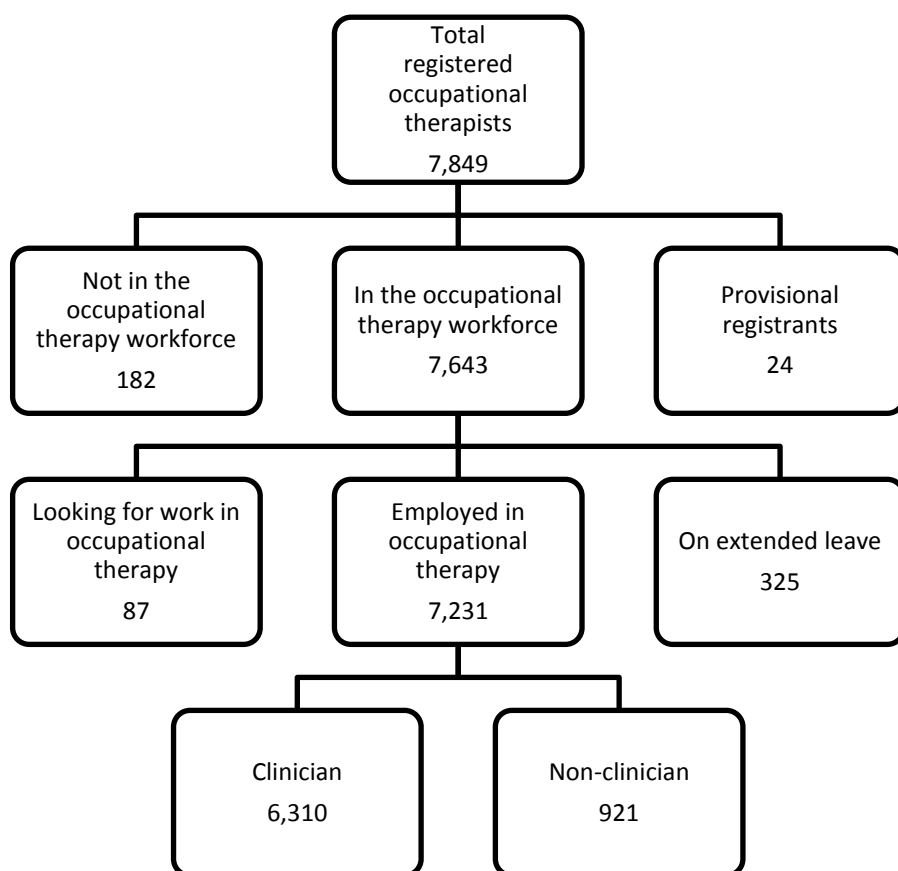 Total
registered
occupational
therapists
7,849
Not in the
occupational
therapy workforce
182
In the occupational
therapy workforce
7,643
Provisional
registrants
24
Looking for work in
occupational
therapy
87
Employed in
occupational
therapy
7,231
On extended leave
325
Clinician
6,310
Non-clinician
921